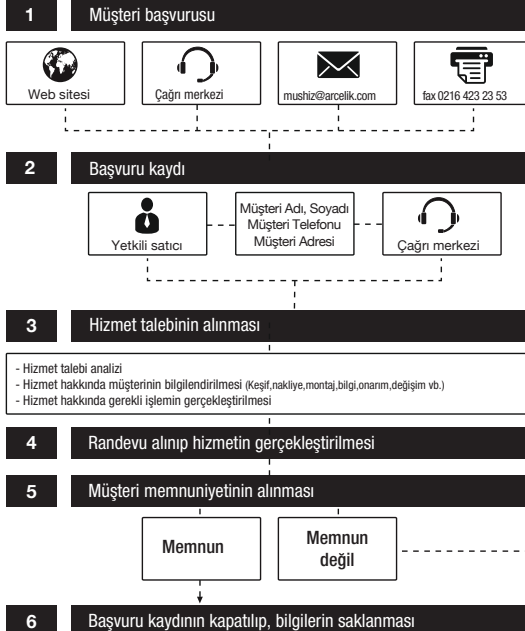 1 Müşteri başvurusu
Web sitesi
Çağrı merkezi
mushiz@arcelik.com
fax 0216 423 23 53
2 Başvuru kaydı
Yetkili satıcı
Müşteri Adı, Soyadı
Müşteri Telefonu
Müşteri Adresi
Çağrı merkezi
3 Hizmet talebinin alınması
- Hizmet talebi analizi
- Hizmet hakkında müşterinin bilgilendirilmesi (Keşif,nakliye,montaj,bilgi,onarım,değişim vb.)
- Hizmet hakkında gerekli işlemin gerçekleştirilmesi
4 Randevu alınıp hizmetin gerçekleştirilmesi
5 Müşteri memnuniyetinin alınması
Memnun
Memnun
değil
6 Başvuru kaydının kapatılıp, bilgilerin saklanması